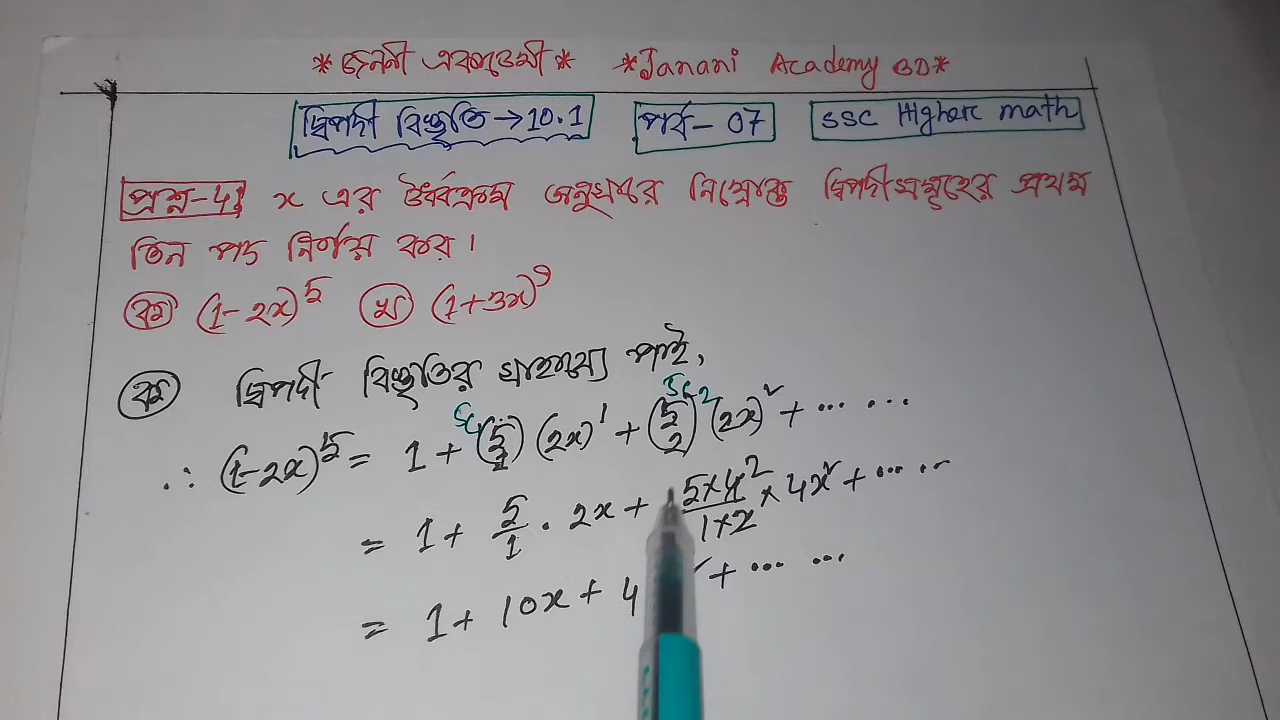 *জননী একাডেমী* *Janani Academy BD*
দ্বিপদী বিস্তৃতি→10.1 পর্ব-07 SSC Higher math
প্রশ্ন-4। x এর ঊর্ধ্বক্রম অনুসারে নিম্নোক্ত দ্বিপদীসমূহের প্রথম
তিন পদ নির্ণয় কর।
ক (1-2x)^5 খ (1+3x)^9
ক দ্বিপদী বিস্তৃতির সাহায্যে পাই,
∴ (1-2x)^5 = 1 + (5 1) (2x)^1 + (5 2) (2x)^2 + ... ...
= 1 + 5/1 . 2x + 5×4/1×2 × 4x^2 + ... ...
= 1 + 10x + 4 + ... ...